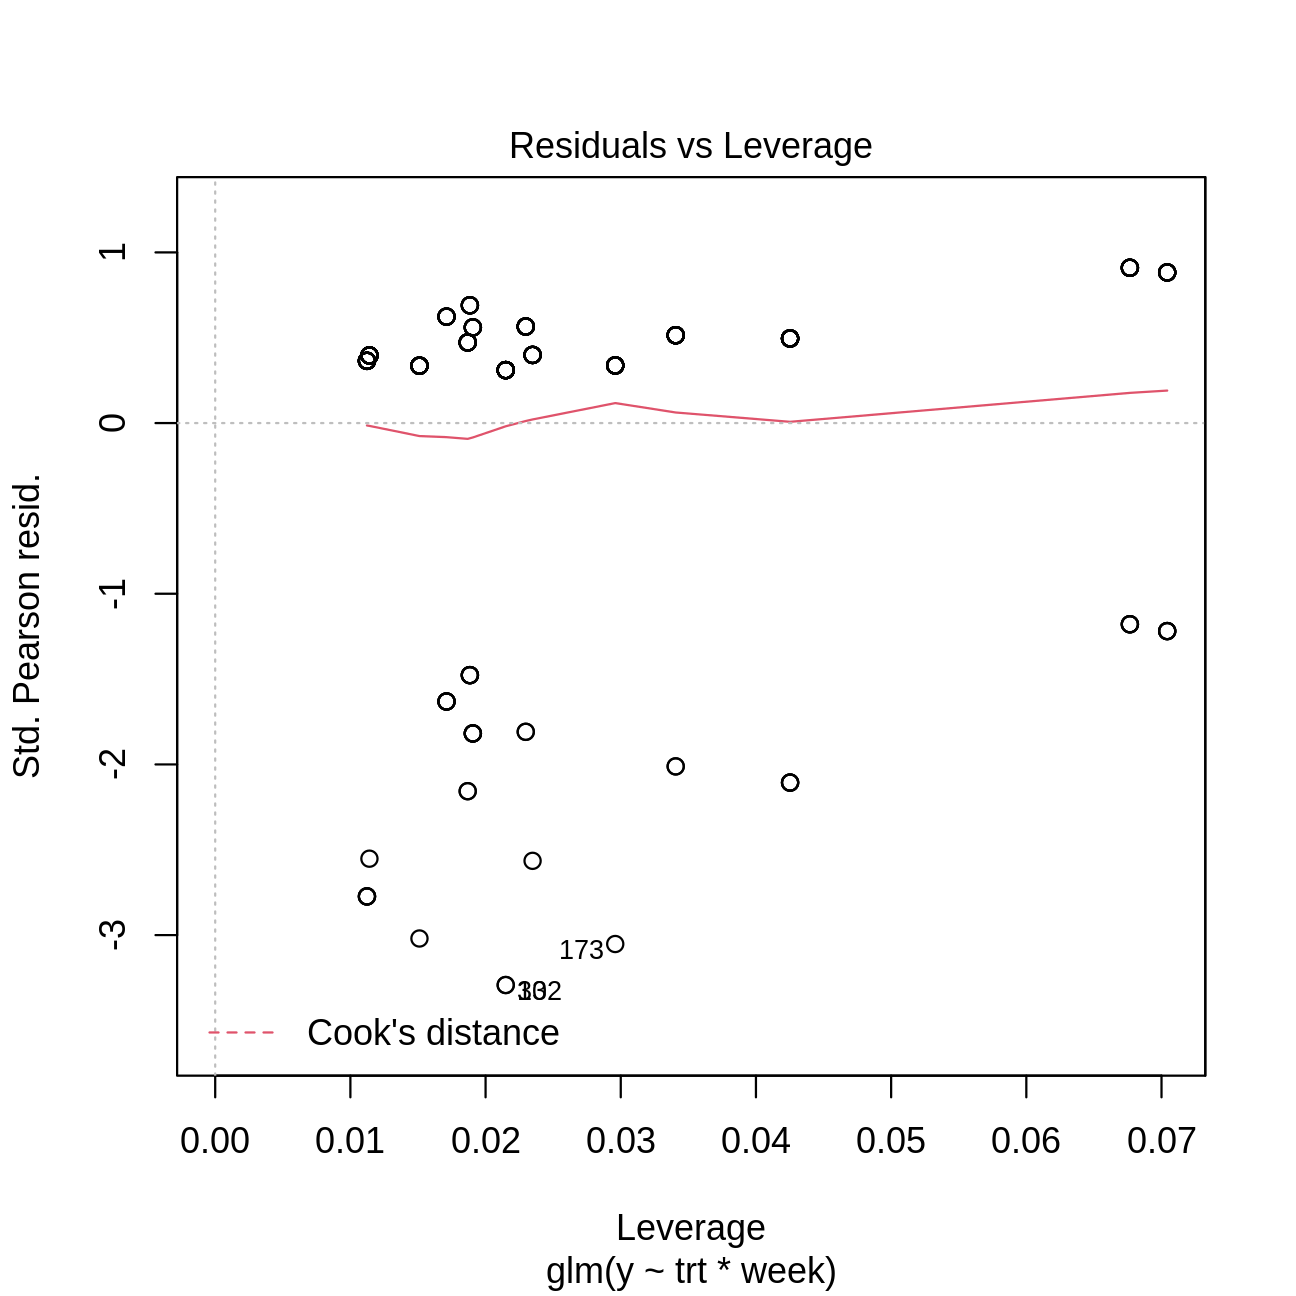 Residuals vs Leverage
1
0
-1
-2
-3
Std. Pearson resid.
173
Cook's distance
0.00 0.01 0.02 0.03 0.04 0.05 0.06 0.07
Leverage
glm(y ~ trt * week)